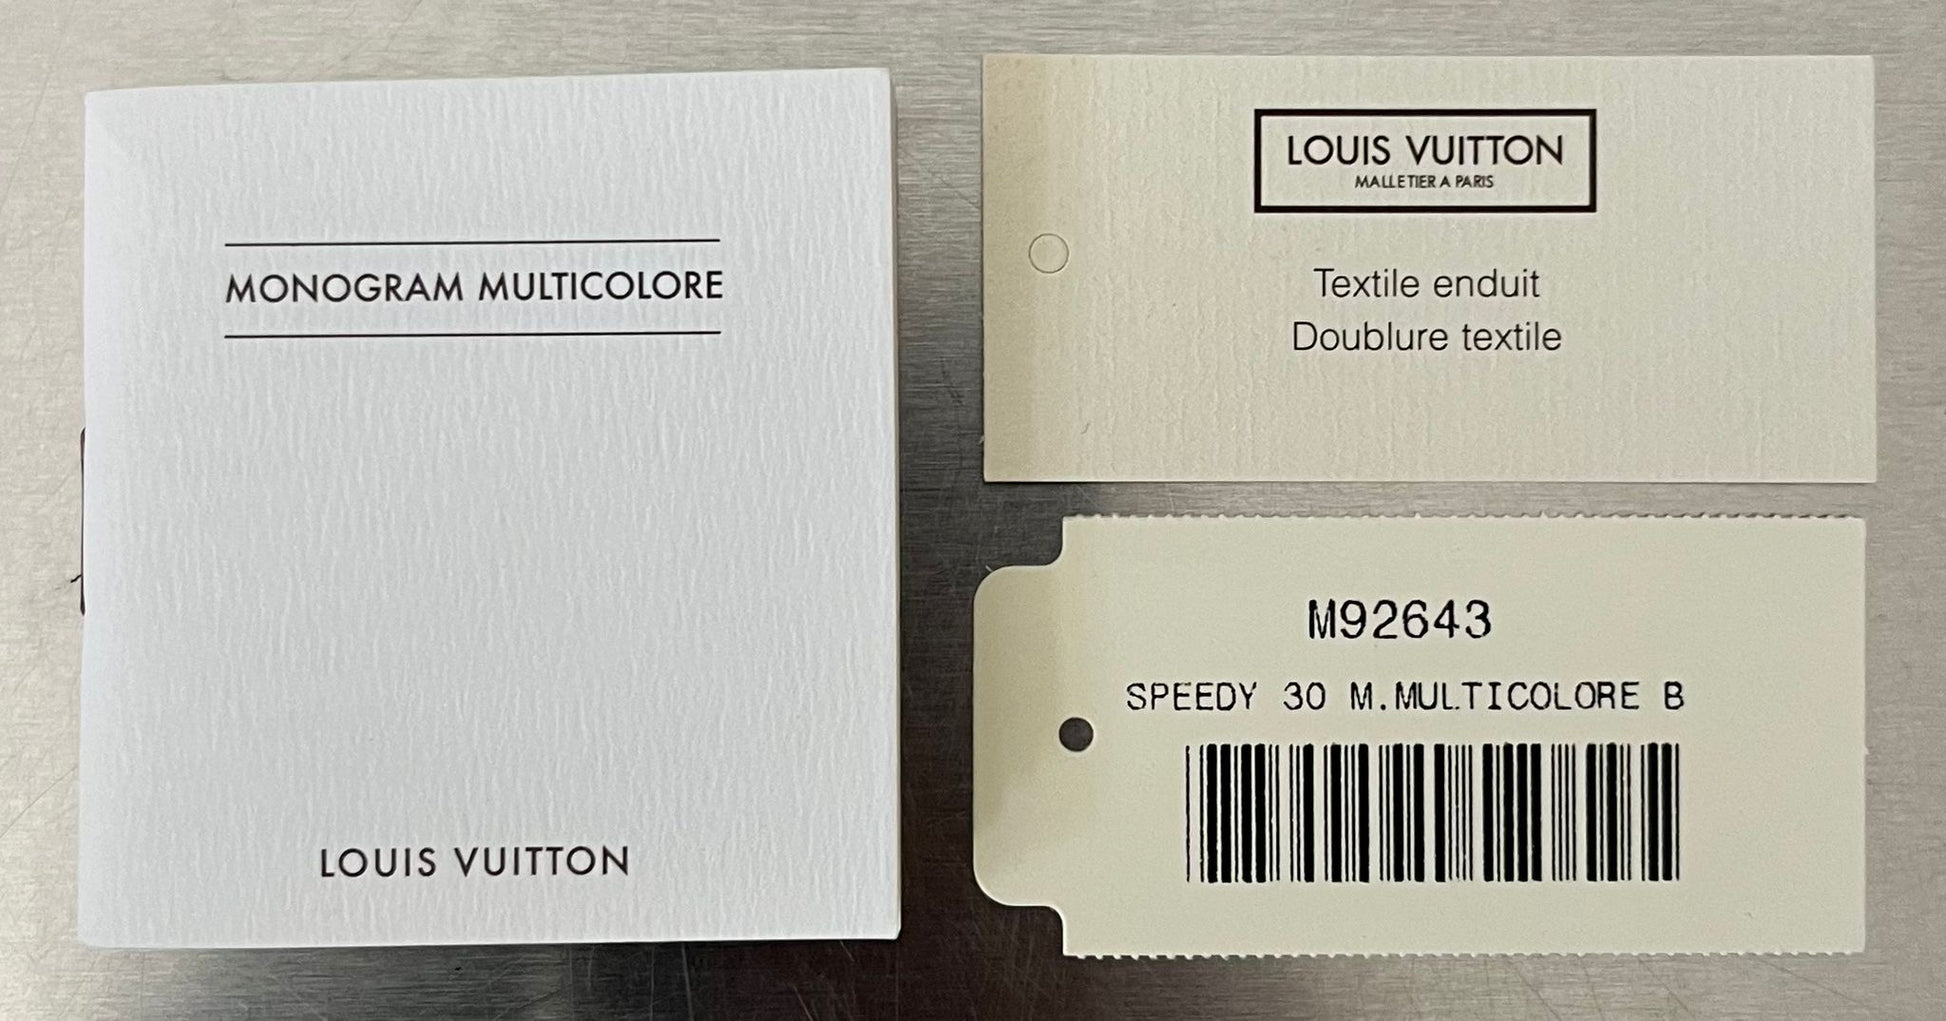 MONOGRAM MULTICOLORE
LOUIS VUITTON
LOUIS VUITTON
MALLETIER A PARIS
Textile enduit
Doublure textile
M92643
SPEEDY 30 M.MULTICOLORE B